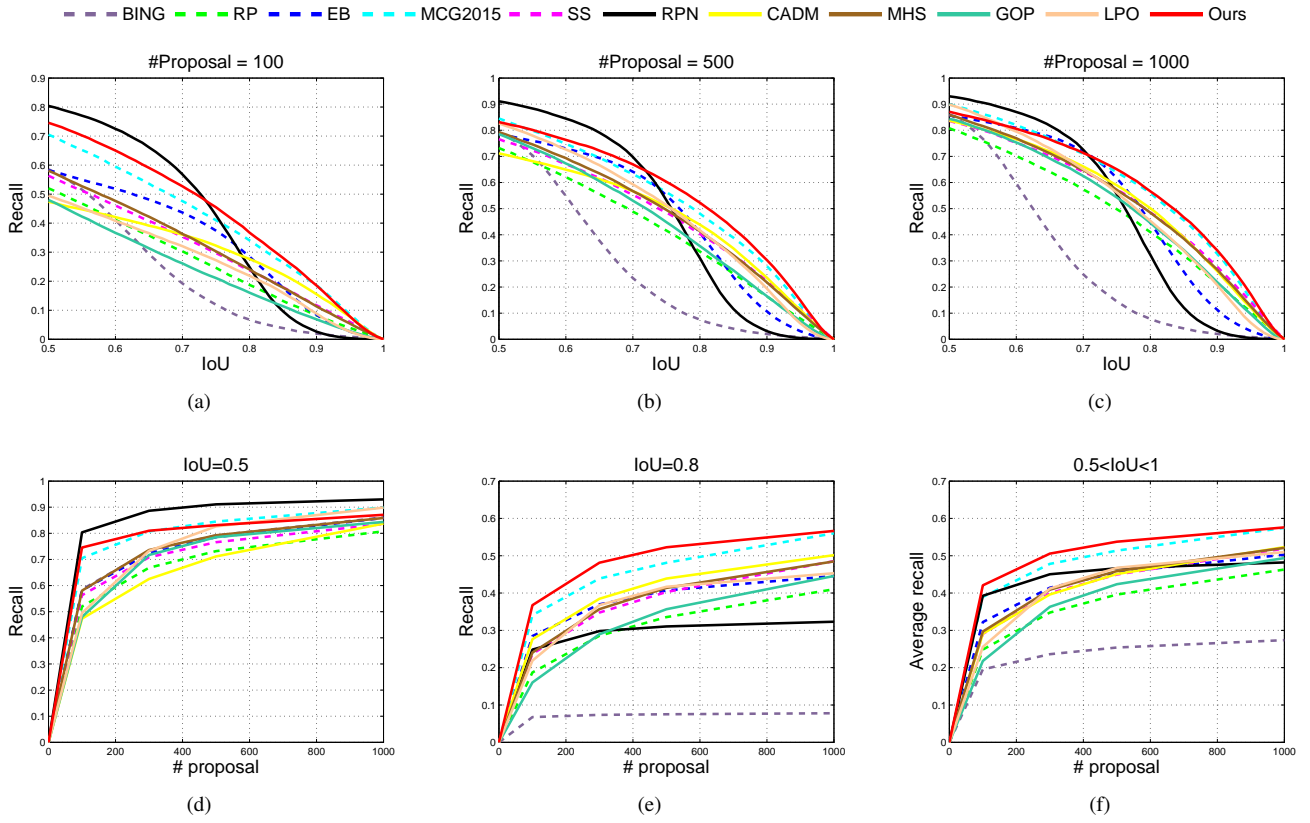 BING RP EB MCG2015 SS RPN CADM MHS GOP LPO Ours
#Proposal = 100
0.9
0.8
0.7
0.6
0.5
0.4
0.3
0.2
0.1
0
Recall
0.5 0.6 0.7 0.8 0.9 1
IoU
(a)
#Proposal = 500
1
0.9
0.8
0.7
0.6
0.5
0.4
0.3
0.2
0.1
0
Recall
0.5 0.6 0.7 0.8 0.9 1
IoU
(b)
#Proposal = 1000
1
0.9
0.8
0.7
0.6
0.5
0.4
0.3
0.2
0.1
0
Recall
0.5 0.6 0.7 0.8 0.9 1
IoU
(c)
IoU=0.5
1
0.9
0.8
0.7
0.6
0.5
0.4
0.3
0.2
0.1
0
Recall
0 200 400 600 800 1000
# proposal
(d)
IoU=0.8
0.7
0.6
0.5
0.4
0.3
0.2
0.1
0
Recall
0 200 400 600 800 1000
# proposal
(e)
0.5<IoU<1
0.7
0.6
0.5
0.4
0.3
0.2
0.1
0
Average recall
0 200 400 600 800 1000
# proposal
(f)